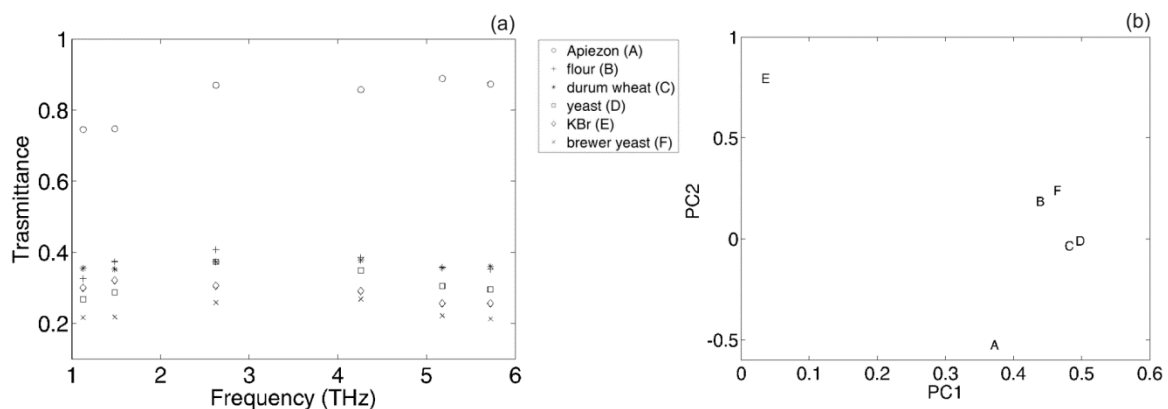 (a)
1
0.8
0.6
0.4
0.2
Trasmittance
1 2 3 4 5 6
Frequency (THz)
Apiezon (A)
flour (B)
durum wheat (C)
yeast (D)
KBr (E)
brewer yeast (F)
(b)
1
0.5
0
-0.5
PC2
E
F
B
C D
A
0 0.1 0.2 0.3 0.4 0.5 0.6
PC1